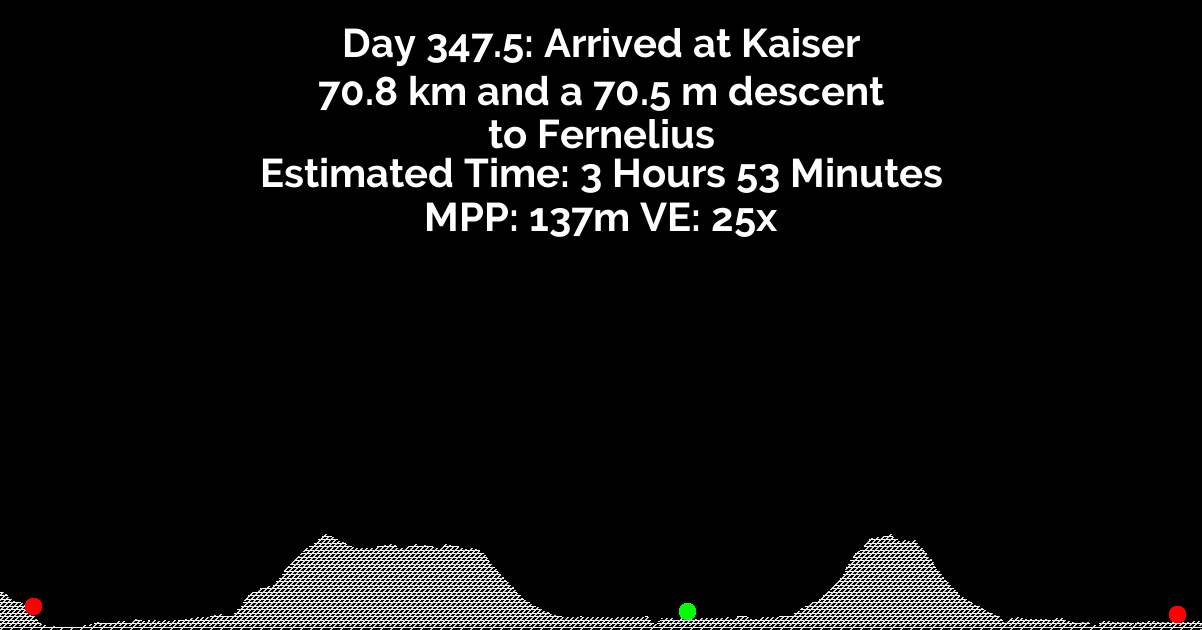 Day 347.5: Arrived at Kaiser
70.8 km and a 70.5 m descent
to Fernelius
Estimated Time: 3 Hours 53 Minutes
MPP: 137m VE: 25x